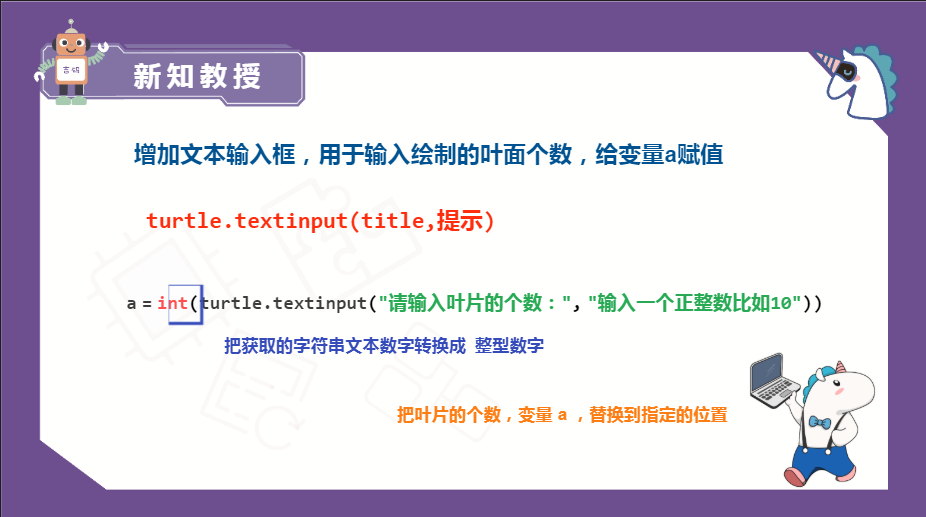 吉胡
新知教授
增加文本输入框，用于输入绘制的叶面个数，给变量a赋值
turtle.textinput(title,提示)
a = int(turtle.textinput("请输入叶片的个数：", "输入一个正整数比如10"))
把获取的字符串文本数字转换成 整型数字
把叶片的个数，变量 a ，替换到指定的位置